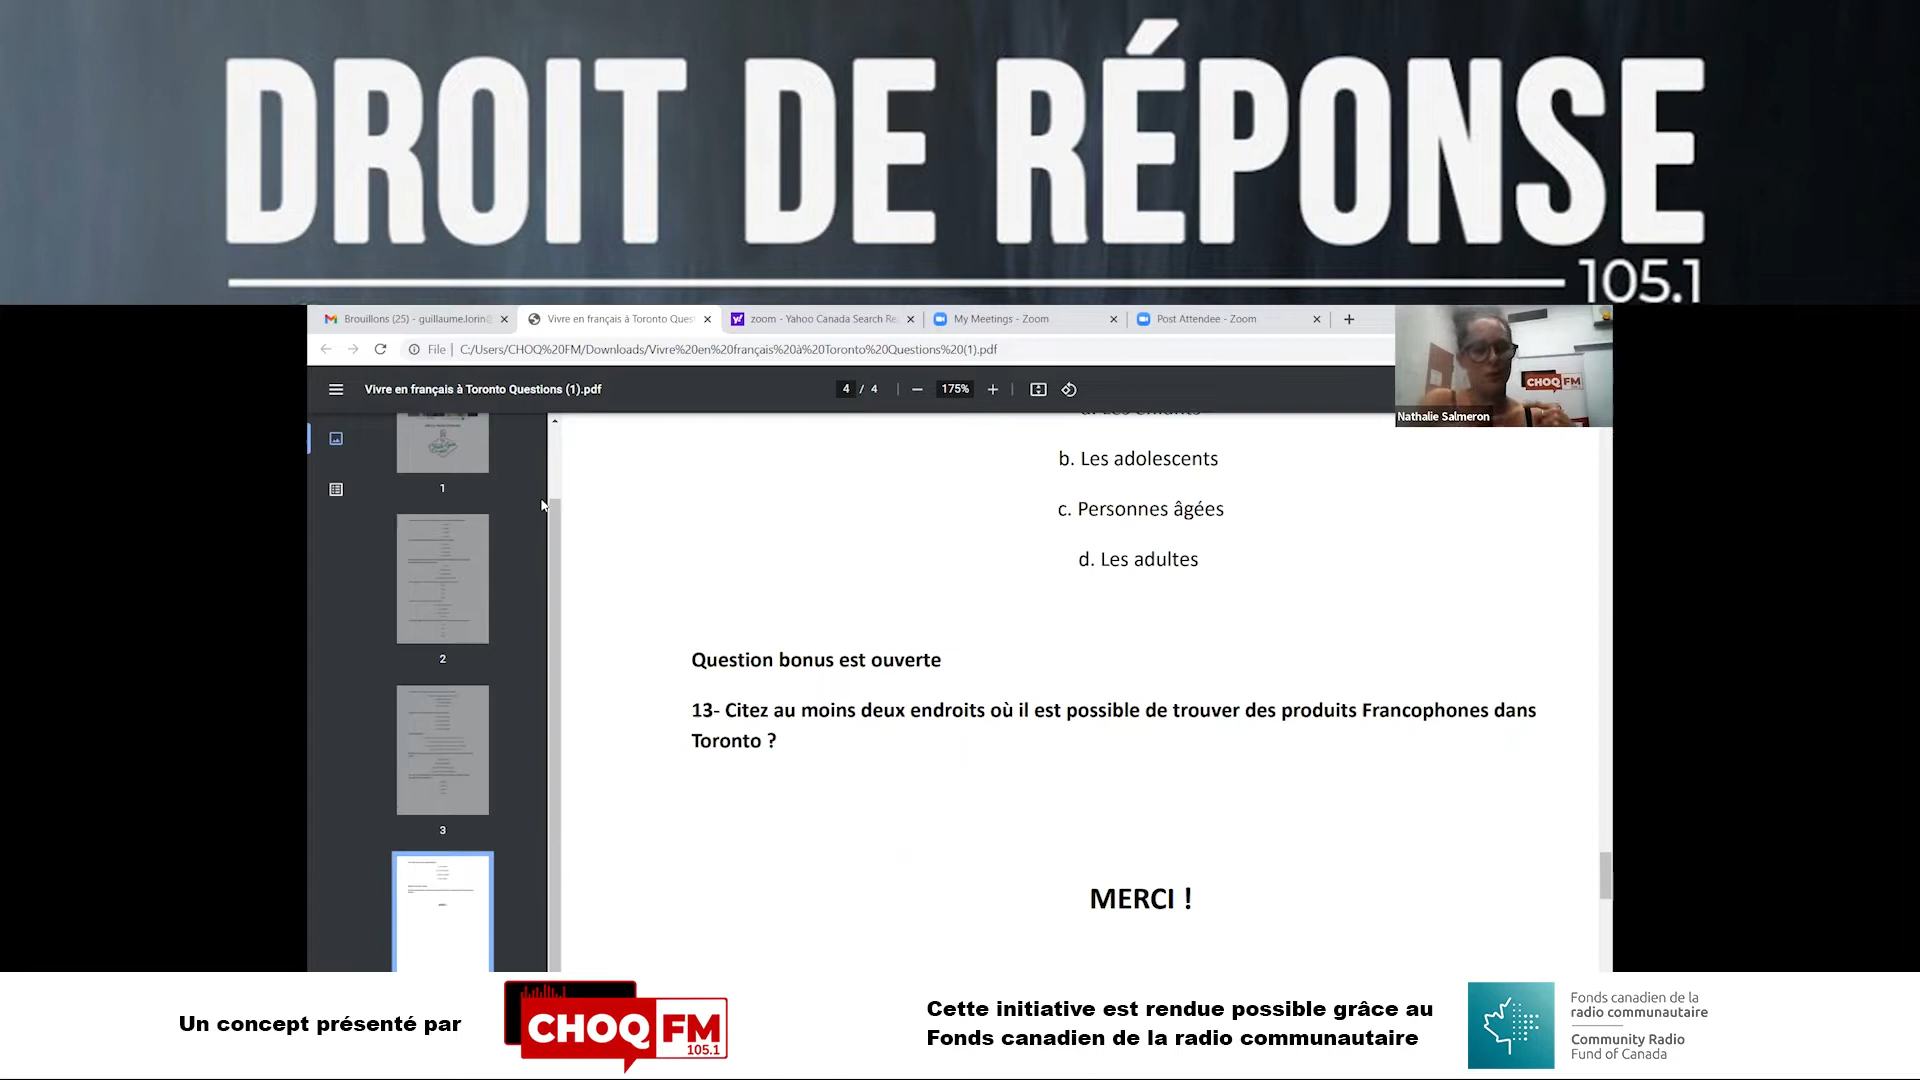 DROIT DE RÉPONSE
105.1
Brouillons (25) - guillaume.lorin@
Vivre en français à Toronto Ques
zoom - Yahoo Canada Search Re
My Meetings - Zoom
Post Attendee - Zoom
File | C:/Users/CHOQ%20FM/Downloads/Vivre%20en%20français%20à%20Toronto%20Questions%20(1).pdf
Vivre en français à Toronto Questions (1).pdf
4 / 4
175%
CHOQ FM
Nathalie Salmeron
b. Les adolescents
c. Personnes âgées
d. Les adultes
1
2
3
Question bonus est ouverte
13- Citez au moins deux endroits où il est possible de trouver des produits Francophones dans
Toronto ?
MERCI !
Un concept présenté par
CHOQ FM
105.1
Cette initiative est rendue possible grâce au
Fonds canadien de la radio communautaire
Fonds canadien de la
radio communautaire
Community Radio
Fund of Canada